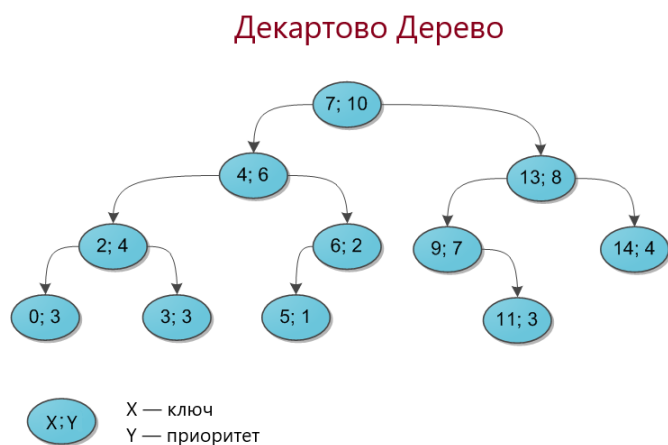 Декартово Дерево
7; 10
4; 6
13; 8
2; 4
6; 2
9; 7
14; 4
0; 3
3; 3
5; 1
11; 3
X; Y
X — ключ
Y — приоритет